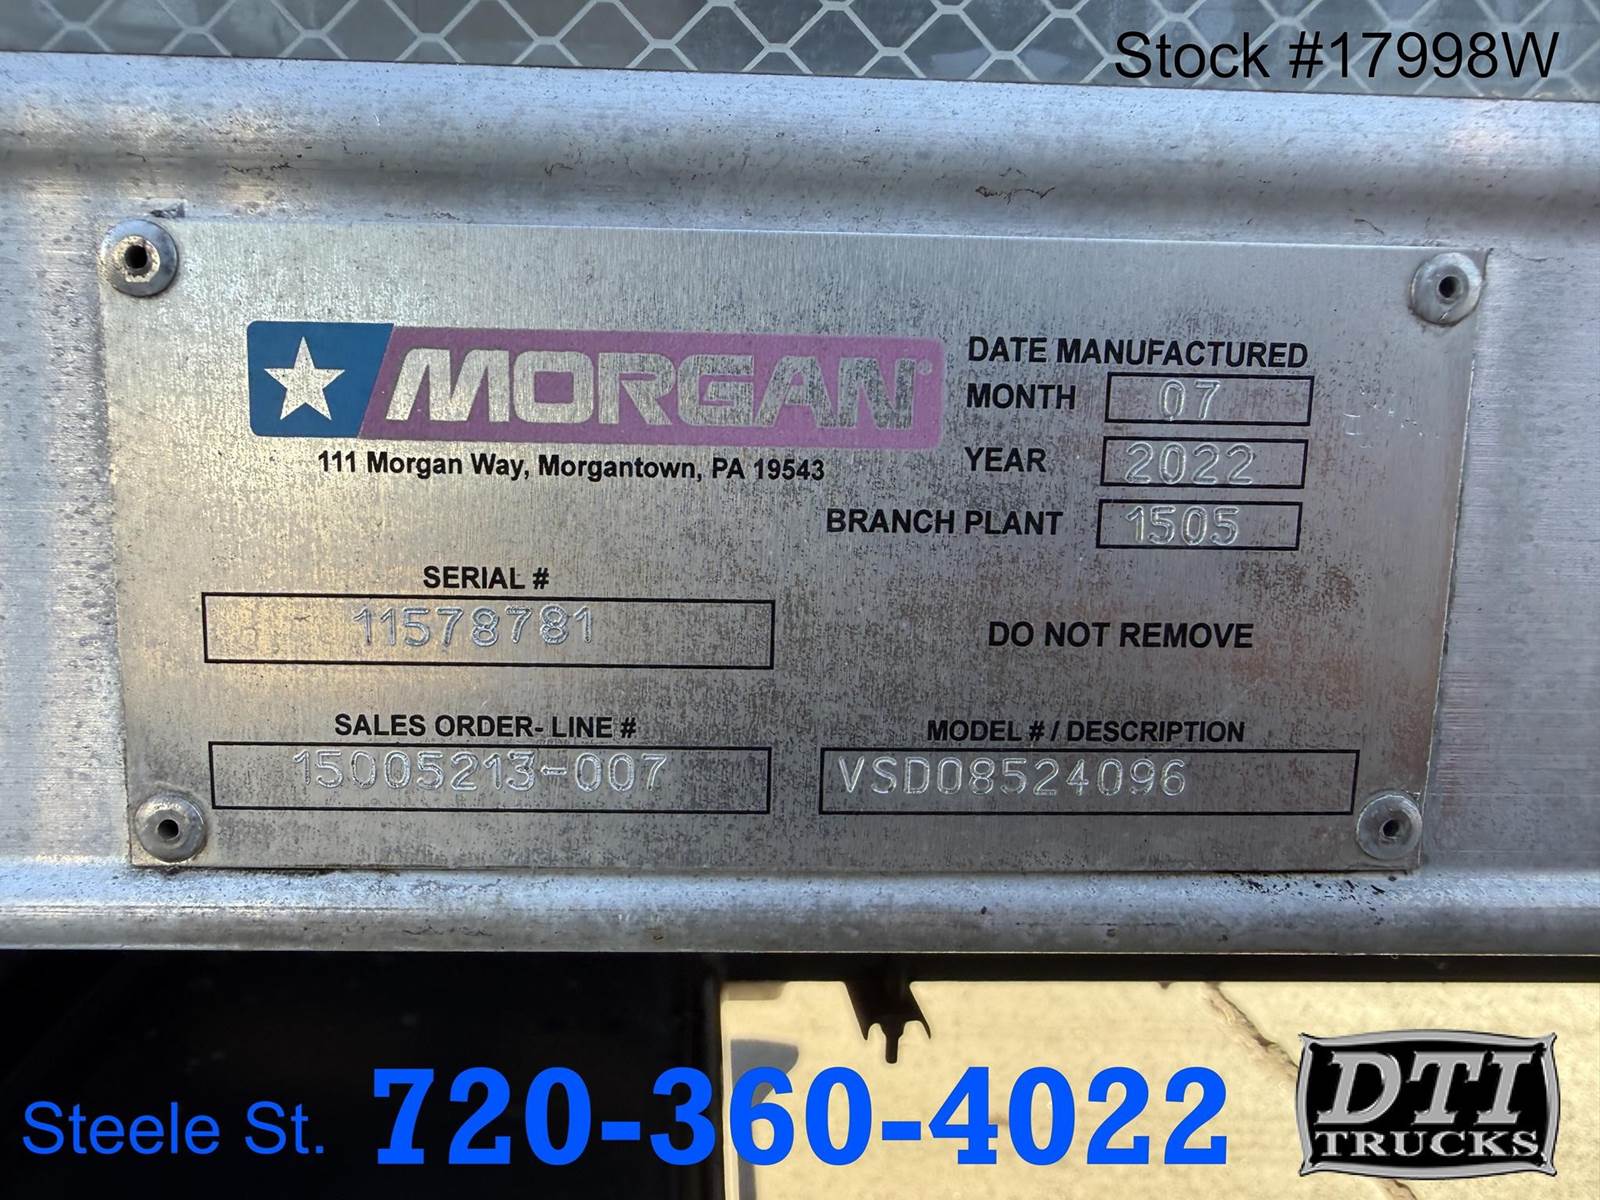 Stock #17998W
MORGAN®
111 Morgan Way, Morgantown, PA 19543
DATE MANUFACTURED
MONTH 07
YEAR 2022
BRANCH PLANT 1505
SERIAL #
11578781
DO NOT REMOVE
SALES ORDER- LINE #
15005213-007
MODEL # / DESCRIPTION
VSD08524096
Steele St. 720-360-4022
DTI
TRUCKS